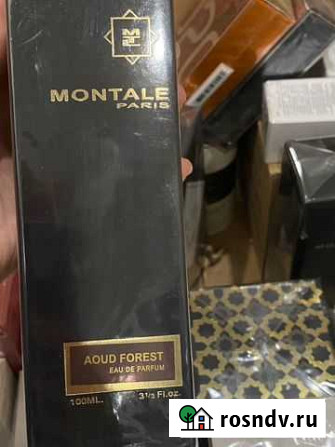 MONTALE
PARIS
AOUD FOREST
EAU DE PARFUM
100ML. 3⅓ Fl.oz.
rosndv.ru